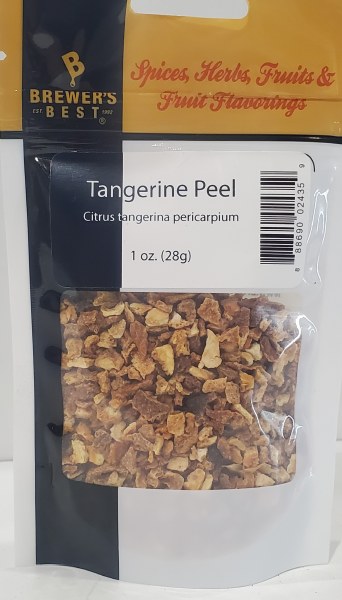 B
BREWER'S
EST BEST 1982
®
Spices, Herbs, Fruits &
Fruit Flavorings
Tangerine Peel
Citrus tangerina pericarpium
1 oz. (28g)
8 88690 02435 9